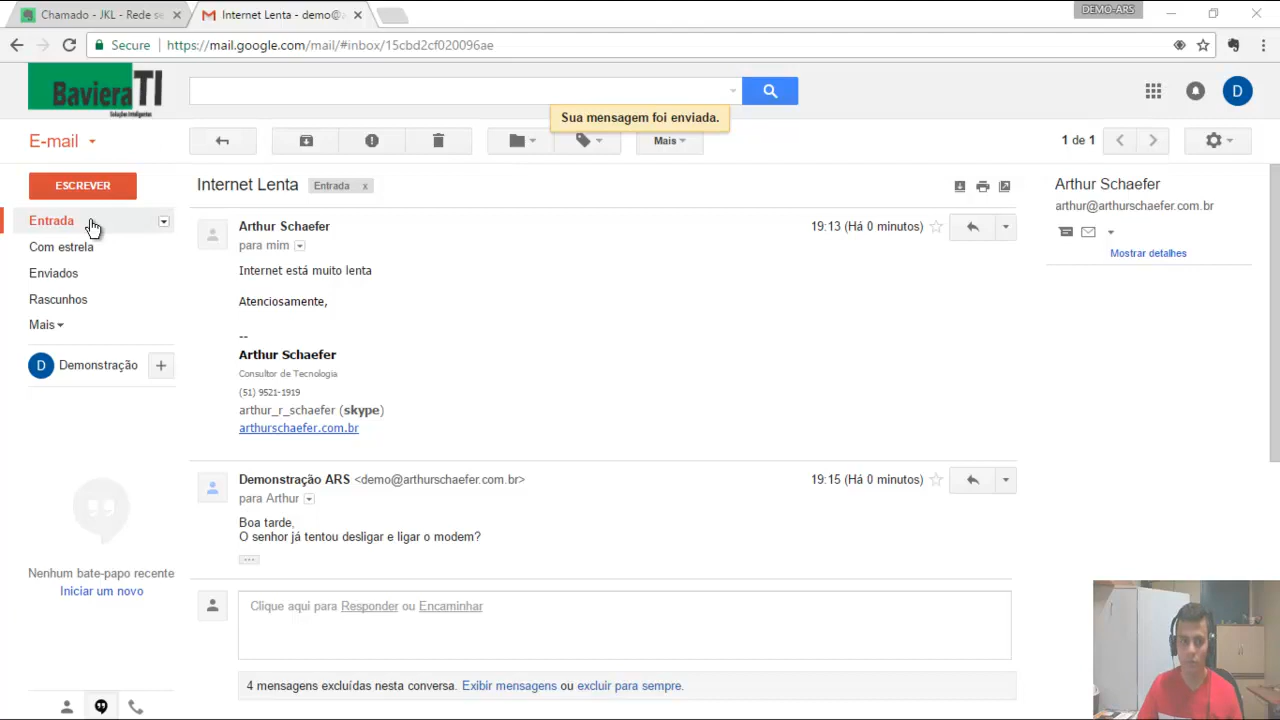 Chamado - JKL - Rede se
Internet Lenta - demo@a
DEMO-ARS
Secure
https://mail.google.com/mail/#inbox/15cbd2cf020096ae
BavieraTI
Soluções Inteligentes
Sua mensagem foi enviada.
E-mail
Mais
1 de 1
ESCREVER
Internet Lenta
Entrada x
Arthur Schaefer
arthur@arthurschaefer.com.br
Mostrar detalhes
Entrada
Com estrela
Enviados
Rascunhos
Mais
D Demonstração +
D
Arthur Schaefer
19:13 (Há 0 minutos)
para mim
Internet está muito lenta
Atenciosamente,
--
Arthur Schaefer
Consultor de Tecnologia
(51) 9521-1919
arthur_r_schaefer (skype)
arthurschaefer.com.br
Demonstração ARS <demo@arthurschaefer.com.br>
19:15 (Há 0 minutos)
para Arthur
Boa tarde,
O senhor já tentou desligar e ligar o modem?
...
Nenhum bate-papo recente
Iniciar um novo
Clique aqui para Responder ou Encaminhar
4 mensagens excluídas nesta conversa. Exibir mensagens ou excluir para sempre.